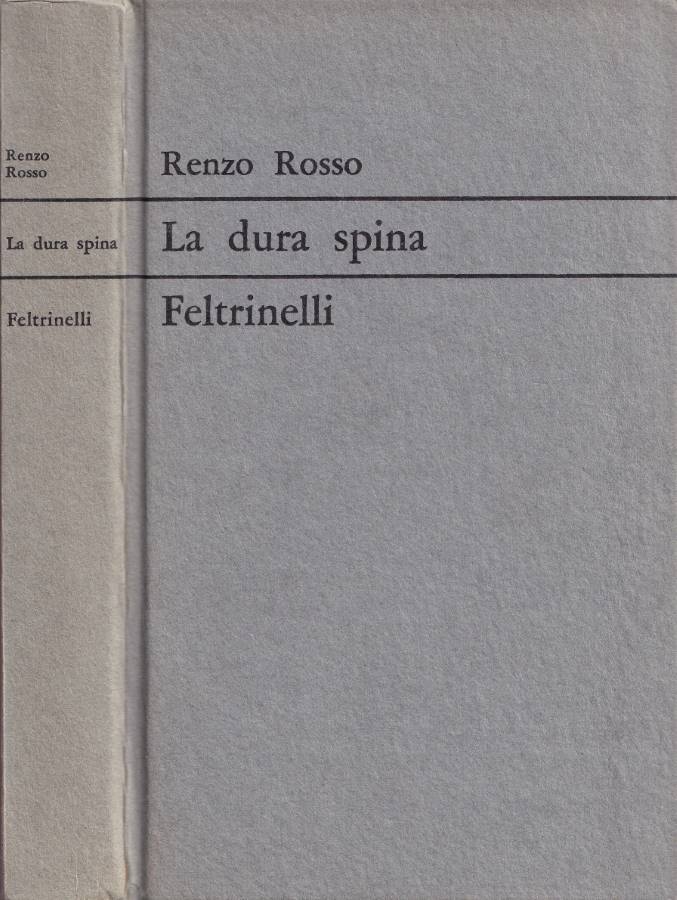 Renzo
Rosso
La dura spina
Feltrinelli
Renzo Rosso
La dura spina
Feltrinelli